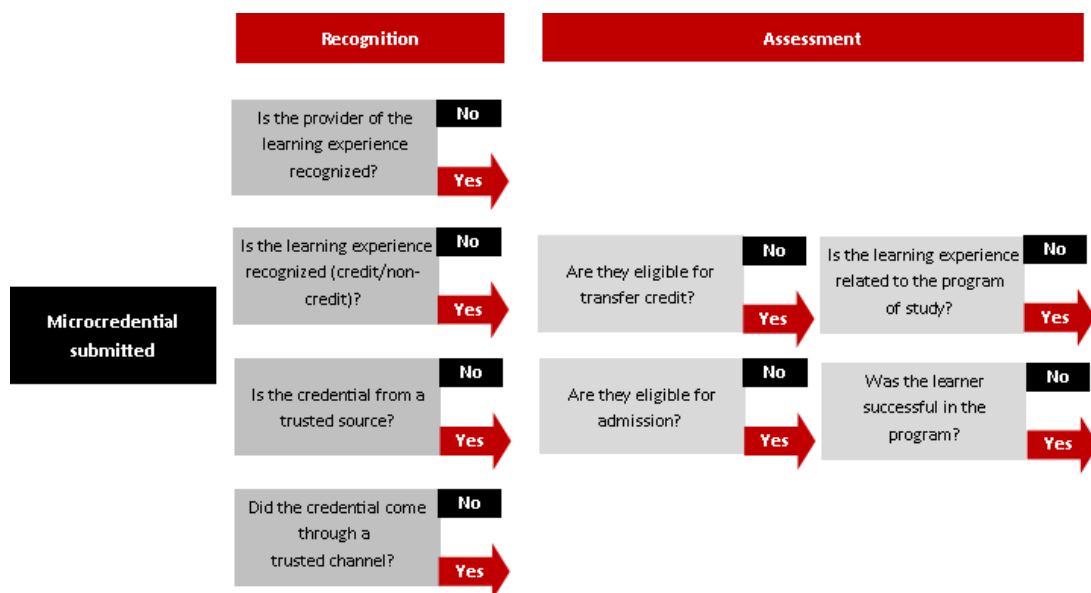 Recognition
Assessment
Is the provider of the
learning experience
recognized?
No
Yes
Is the learning experience
recognized (credit/non-
credit)?
No
Yes
Are they eligible for
transfer credit?
No
Yes
Is the learning experience
related to the program
of study?
No
Yes
Microcredential
submitted
Is the credential from a
trusted source?
No
Yes
Are they eligible for
admission?
No
Yes
Was the learner
successful in the
program?
No
Yes
Did the credential come
through a
trusted channel?
No
Yes